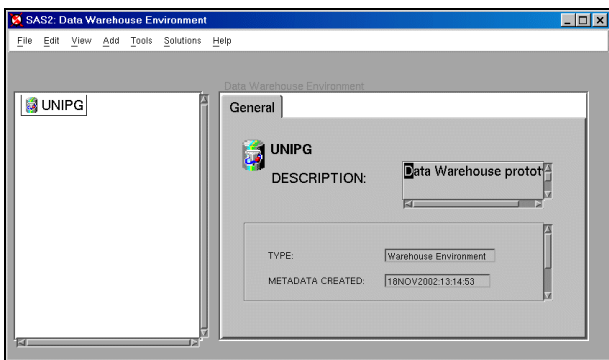 SAS2: Data Warehouse Environment
File Edit View Add Tools Solutions Help
Data Warehouse Environment
UNIPG
General
UNIPG
DESCRIPTION:
Data Warehouse protot
TYPE:
Warehouse Environment
METADATA CREATED:
18NOV2002:13:14:53